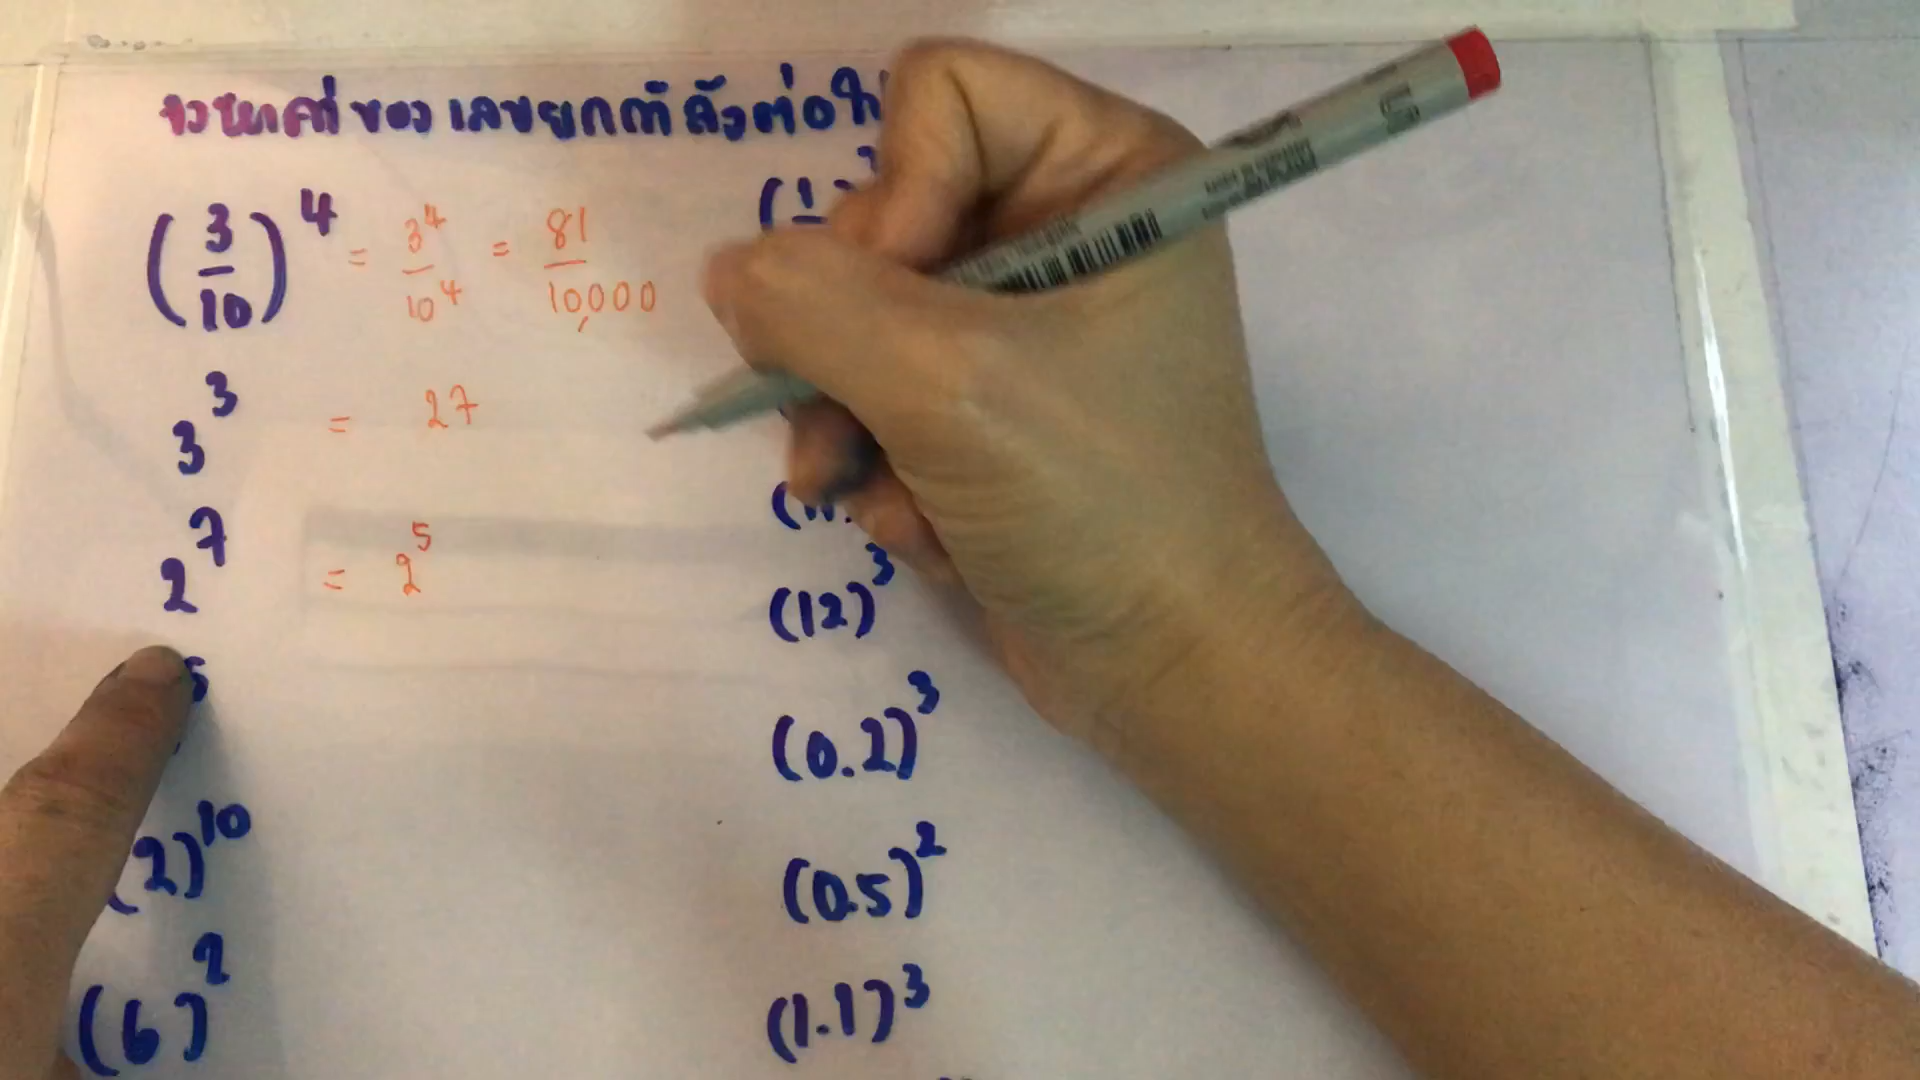 จงหาค่าของเลขยกกำลังต่อไป
(3/10)^4 = 3^4/10^4 = 81/10,000
3^3 = 27
2^7 = 2^5
5
(2)^10
(6)^2
(12)^3
(0.2)^3
(0.5)^2
(1.1)^3